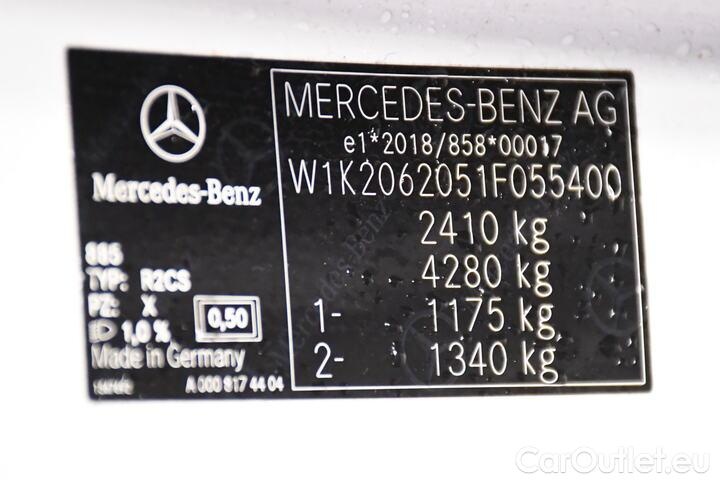 Mercedes-Benz
885
TYP: R2CS
PZ: X
1,0 %
0,50
Made in Germany
A 000 817 44 04
MERCEDES-BENZ AG
e1*2018/858*00017
W1K2062051F055400
2410 kg
4280 kg
1- 1175 kg
2- 1340 kg
CarOutlet.eu